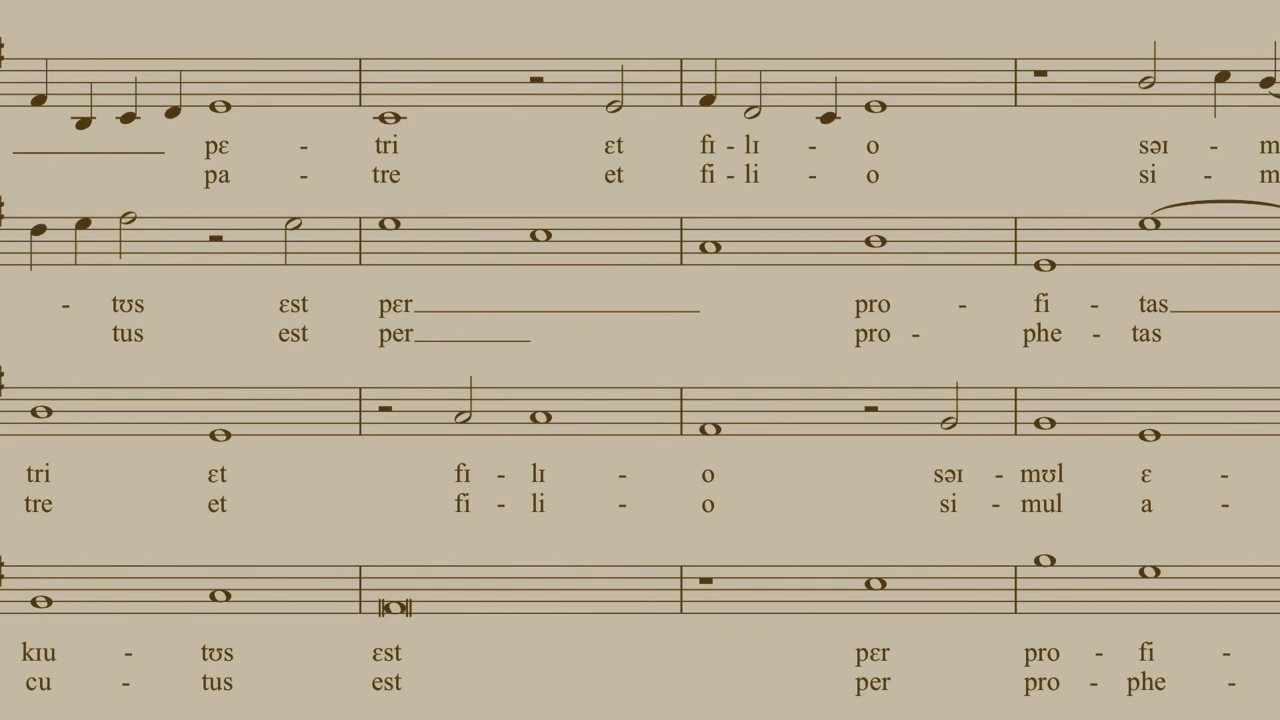 pɛ - tri ɛt fɪ - lɪ - o səɪ - m
pa - tre et fi - li - o si - m
- tʊs ɛst pɛr pro - fi - tas
tus est per pro - phe - tas
tri ɛt fɪ - lɪ - o səɪ - mʊl ɛ -
tre et fi - li - o si - mul a -
kɪu - tʊs ɛst pɛr pro - fi -
cu - tus est per pro - phe -